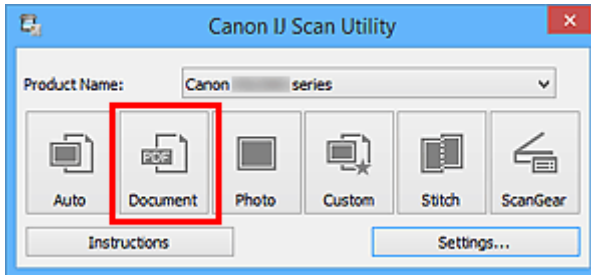 Canon IJ Scan Utility
Product Name: Canon series
PDF
Auto Document Photo Custom Stitch ScanGear
Instructions Settings...